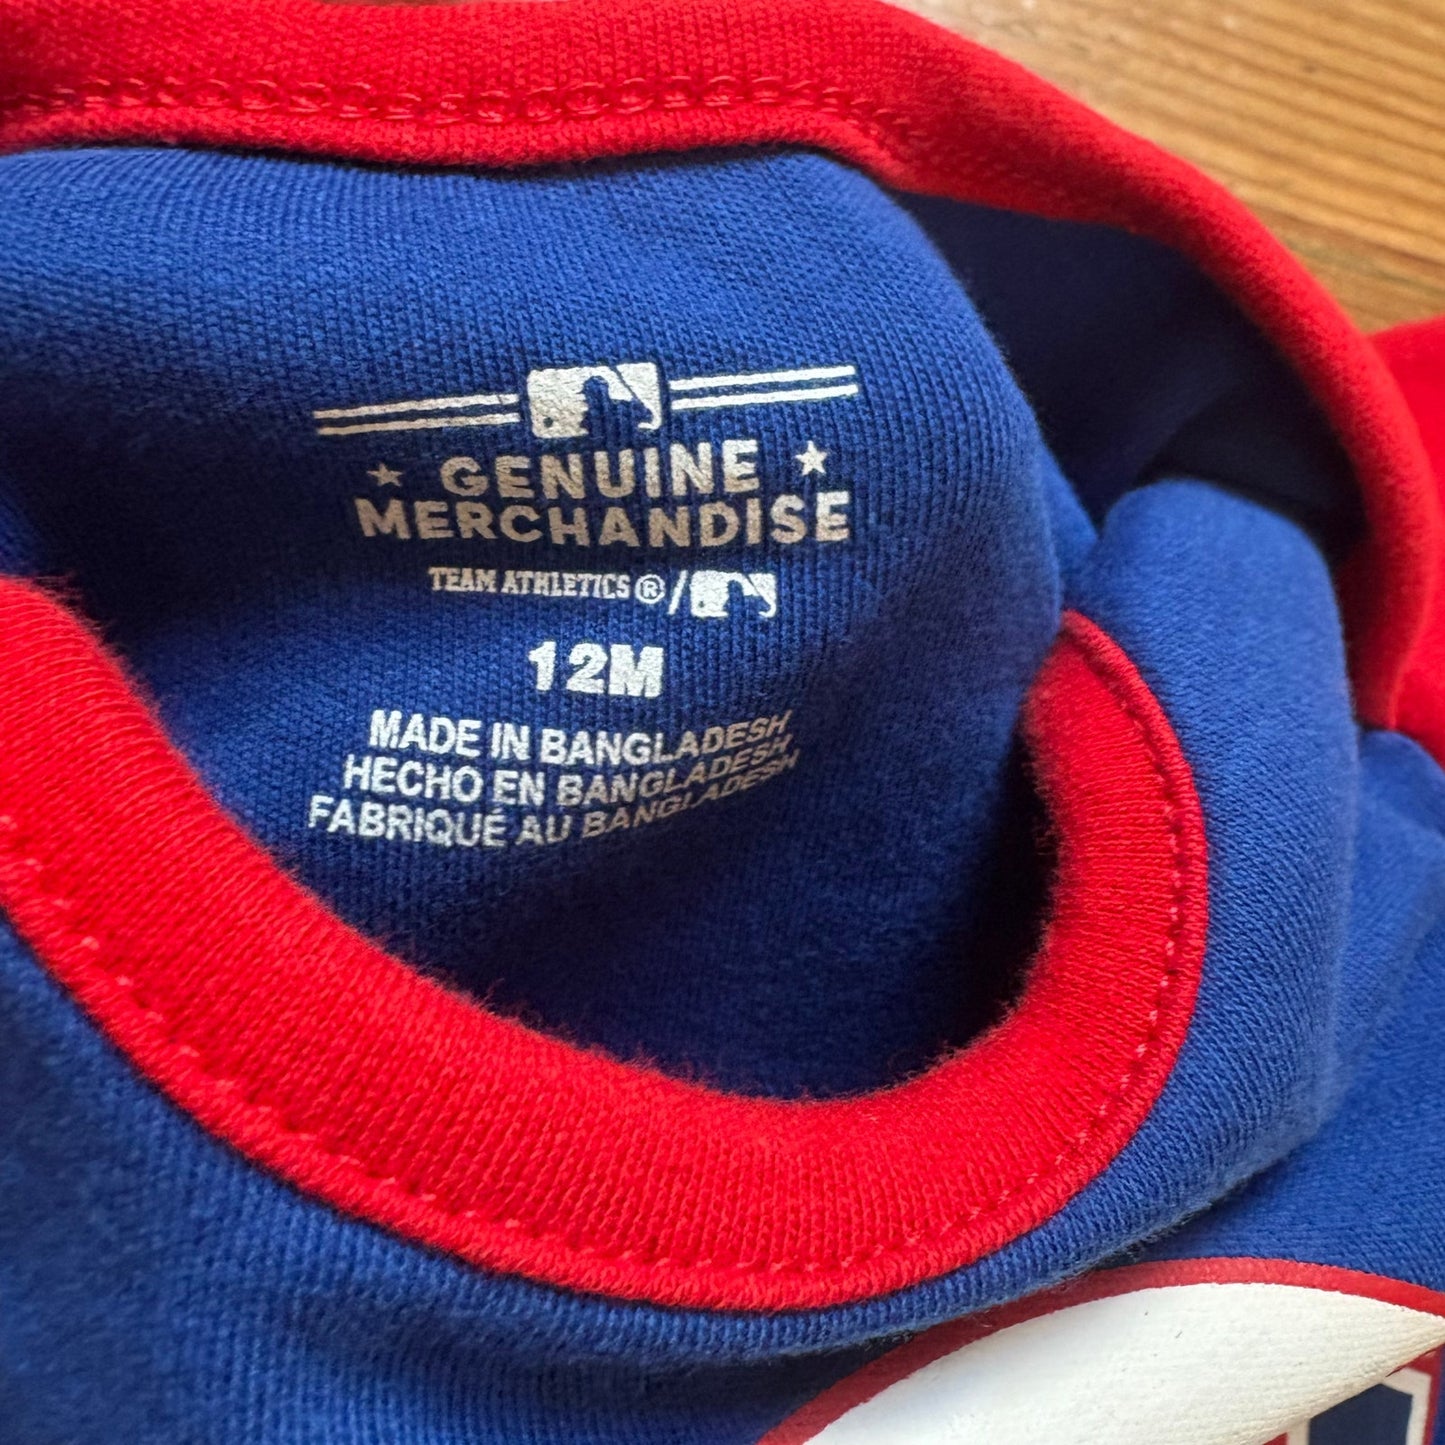 GENUINE
MERCHANDISE
TEAM ATHLETICS®/
12M
MADE IN BANGLADESH
HECHO EN BANGLADESH
FABRIQUÉ AU BANGLADESH